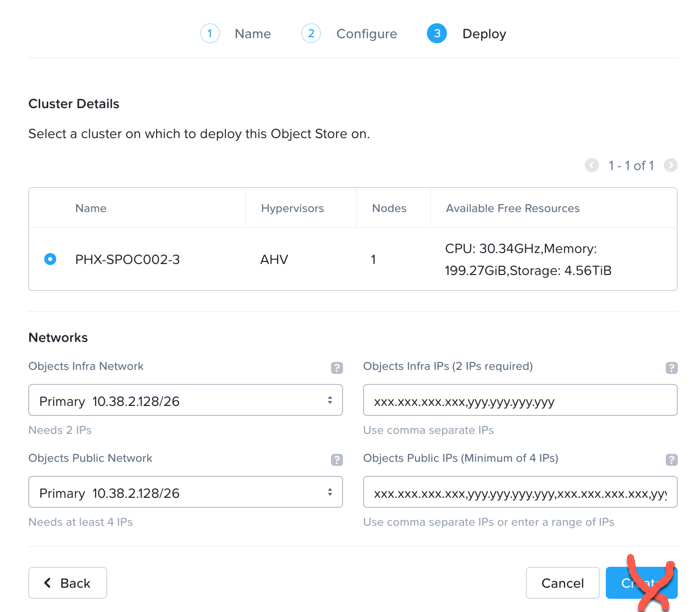 1 Name 2 Configure 3 Deploy
Cluster Details
Select a cluster on which to deploy this Object Store on.
1 - 1 of 1
Name Hypervisors Nodes Available Free Resources
PHX-SPOC002-3 AHV 1 CPU: 30.34GHz,Memory:
199.27GiB,Storage: 4.56TiB
Networks
Objects Infra Network ? Objects Infra IPs (2 IPs required) ?
Primary 10.38.2.128/26 xxx.xxx.xxx.xxx,yyy.yyy.yyy.yyy
Needs 2 IPs Use comma separate IPs
Objects Public Network ? Objects Public IPs (Minimum of 4 IPs) ?
Primary 10.38.2.128/26 xxx.xxx.xxx.xxx,yyy.yyy.yyy.yyy,xxx.xxx.xxx.xxx,yyy
Needs at least 4 IPs Use comma separate IPs or enter a range of IPs
Back Cancel Create